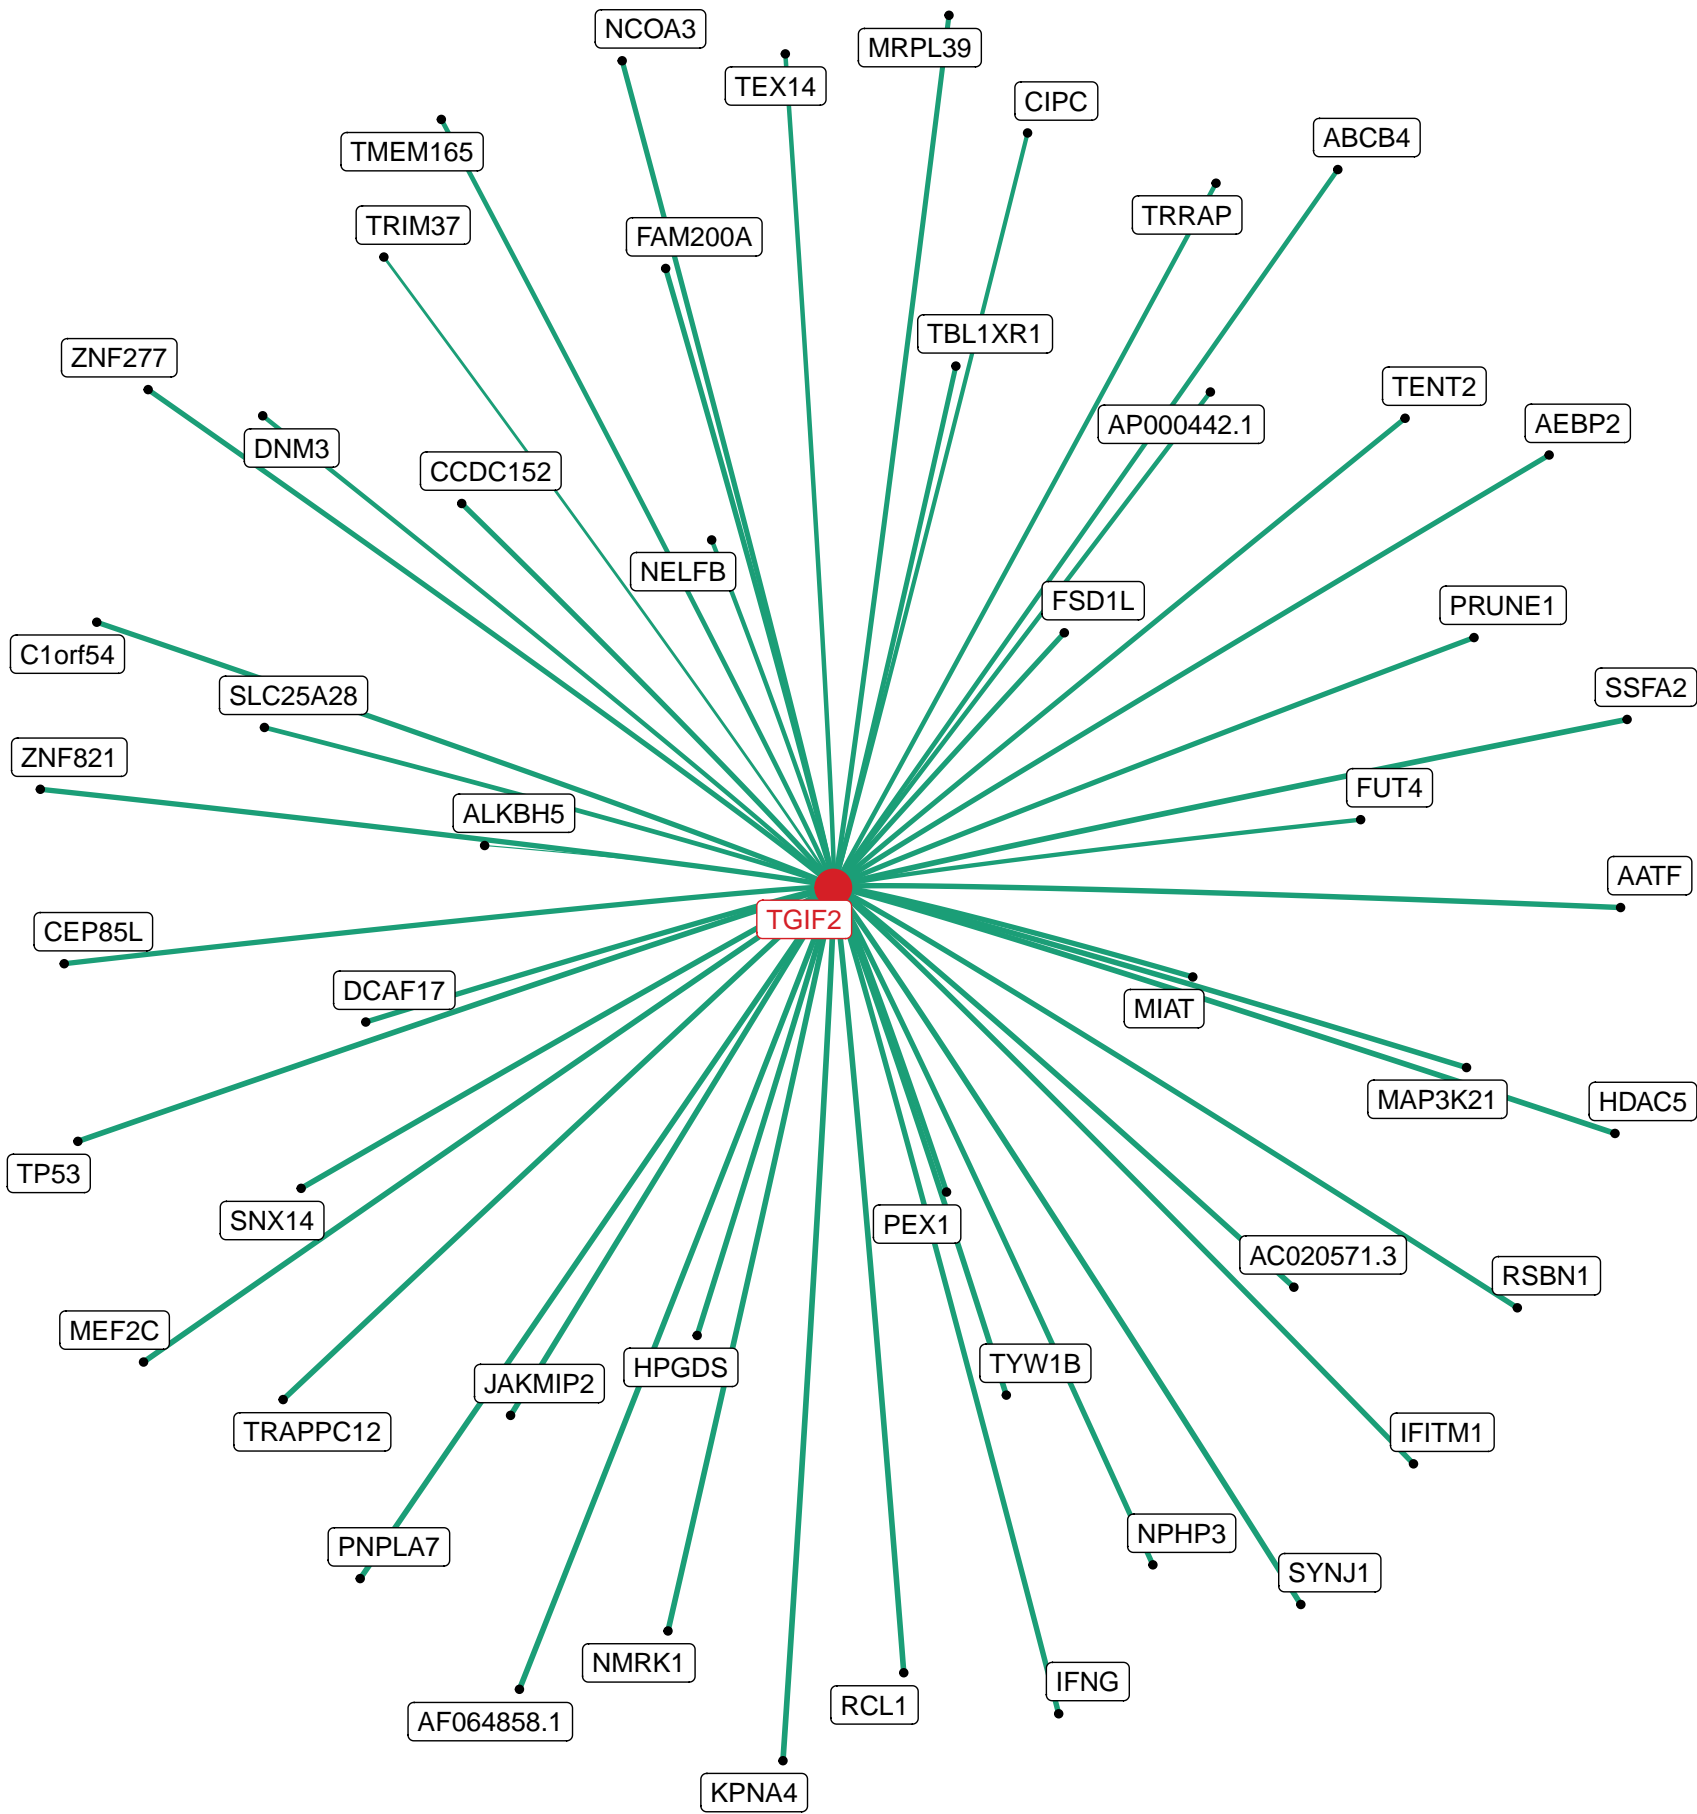 NCOA3
MRPL39
TEX14
CIPC
ABCB4
TMEM165
TRRAP
TRIM37
FAM200A
TBL1XR1
ZNF277
TENT2
AEBP2
AP000442.1
DNM3
CCDC152
NELFB
FSD1L
PRUNE1
C1orf54
SLC25A28
SSFA2
ZNF821
FUT4
ALKBH5
AATF
TGIF2
CEP85L
DCAF17
MIAT
MAP3K21
HDAC5
TP53
SNX14
PEX1
AC020571.3
RSBN1
MEF2C
TYW1B
HPGDS
JAKMIP2
TRAPPC12
IFITM1
NPHP3
PNPLA7
SYNJ1
NMRK1
IFNG
RCL1
AF064858.1
KPNA4